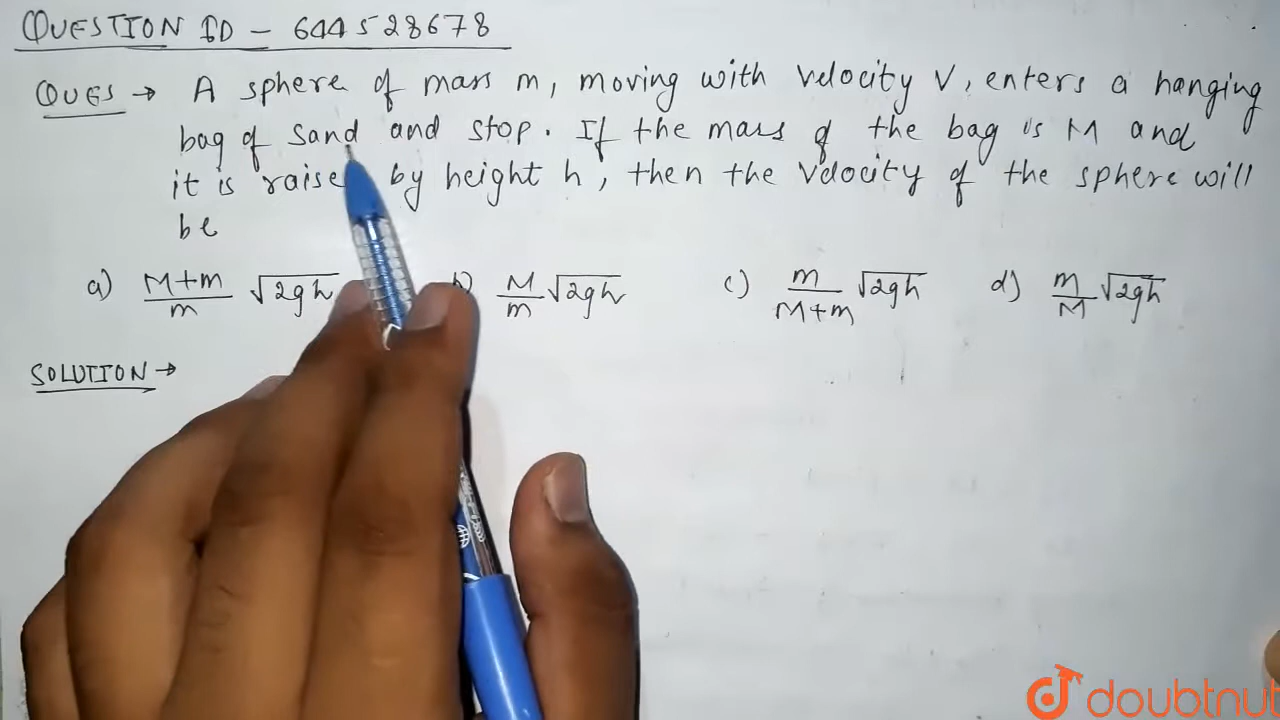 QUESTION ID - 644528678
QUES → A sphere of mass m, moving with velocity V, enters a hanging
bag of sand and stop. If the mass of the bag is M and
it is raise by height h, then the velocity of the sphere will
be
a) M+m/m √2gh b) M/m √2gh c) m/M+m √2gh d) m/M √2gh
SOLUTION →
doubtnut